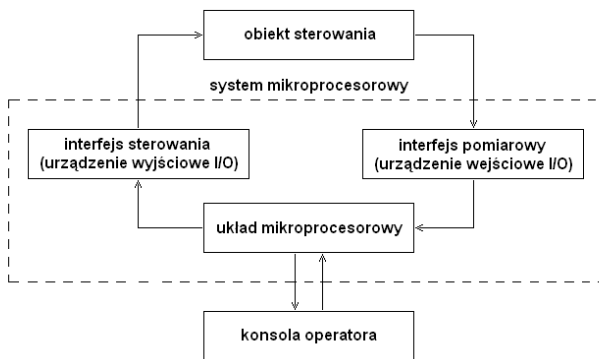 obiekt sterowania
system mikroprocesorowy
interfejs sterowania
(urządzenie wyjściowe I/O)
interfejs pomiarowy
(urządzenie wejściowe I/O)
układ mikroprocesorowy
konsola operatora